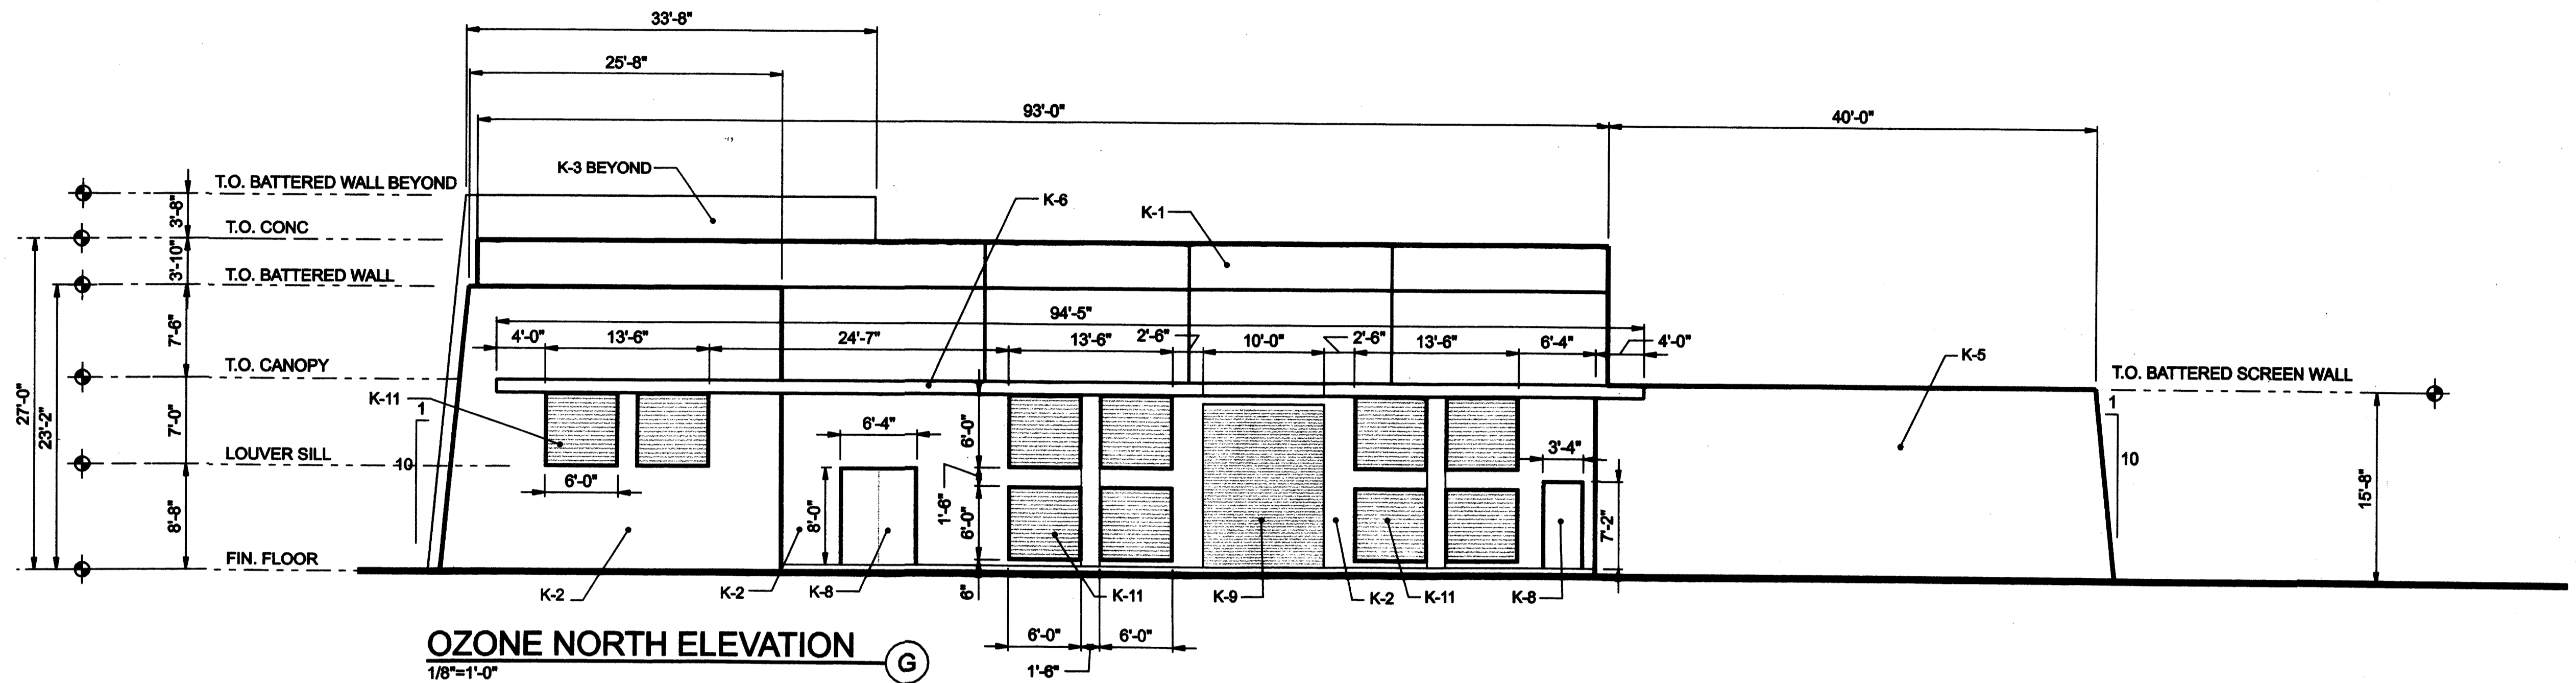 33'-8"
25'-8"
93'-0"
40'-0"
K-3 BEYOND
T.O. BATTERED WALL BEYOND
3'-8"
K-6
K-1
T.O. CONC
3'-10"
T.O. BATTERED WALL
94'-5"
7'-6"
4'-0"
13'-6"
24'-7"
13'-6"
2'-6"
10'-0"
2'-6"
13'-6"
6'-4"
4'-0"
K-5
T.O. CANOPY
T.O. BATTERED SCREEN WALL
27'-0"
23'-2"
K-11
1
10
7'-0"
6'-4"
6'-0"
3'-4"
1
10
LOUVER SILL
6'-0"
8'-0"
1'-6"
6'-0"
7'-2"
15'-8"
8'-8"
FIN. FLOOR
6"
K-2
K-2
K-8
K-11
K-9
K-2
K-11
K-8
6'-0"
6'-0"
1'-6"
OZONE NORTH ELEVATION
G
1/8"=1'-0"